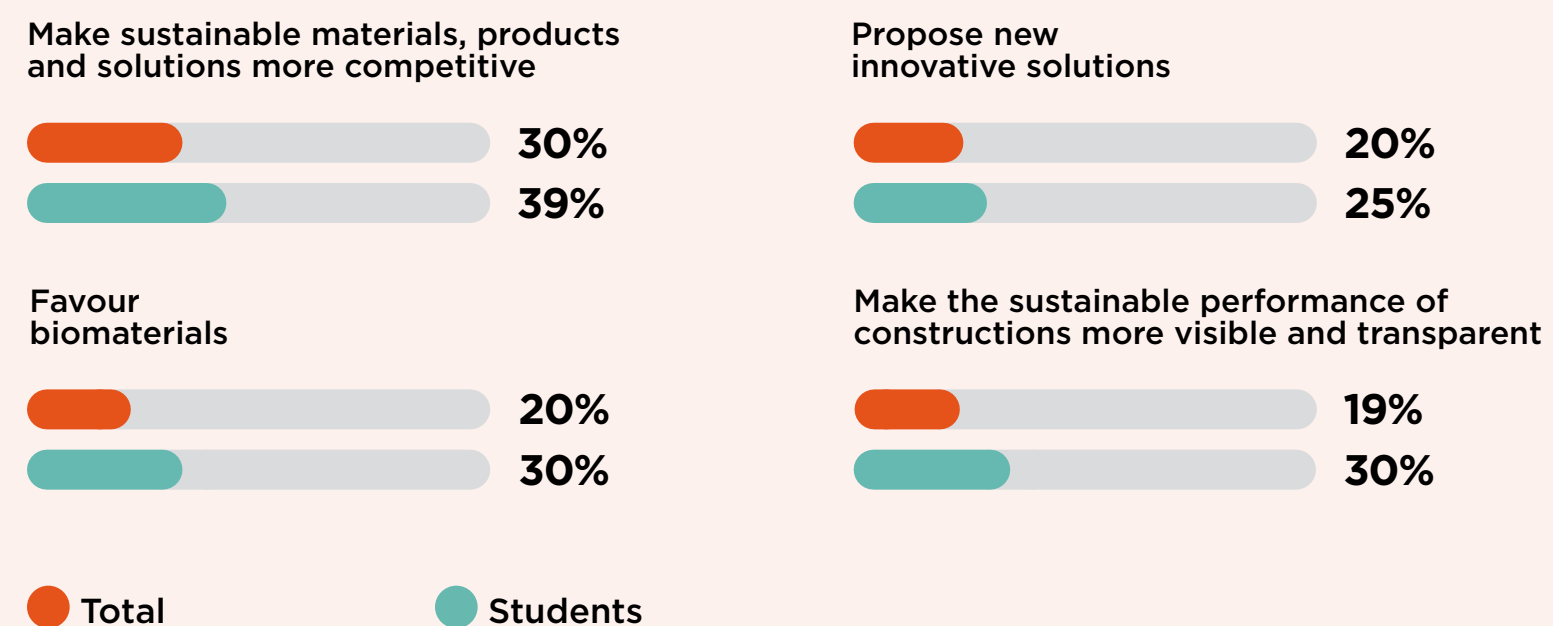 Make sustainable materials, products
and solutions more competitive
30%
39%
Propose new
innovative solutions
20%
25%
Favour
biomaterials
20%
30%
Make the sustainable performance of
constructions more visible and transparent
19%
30%
Total
Students